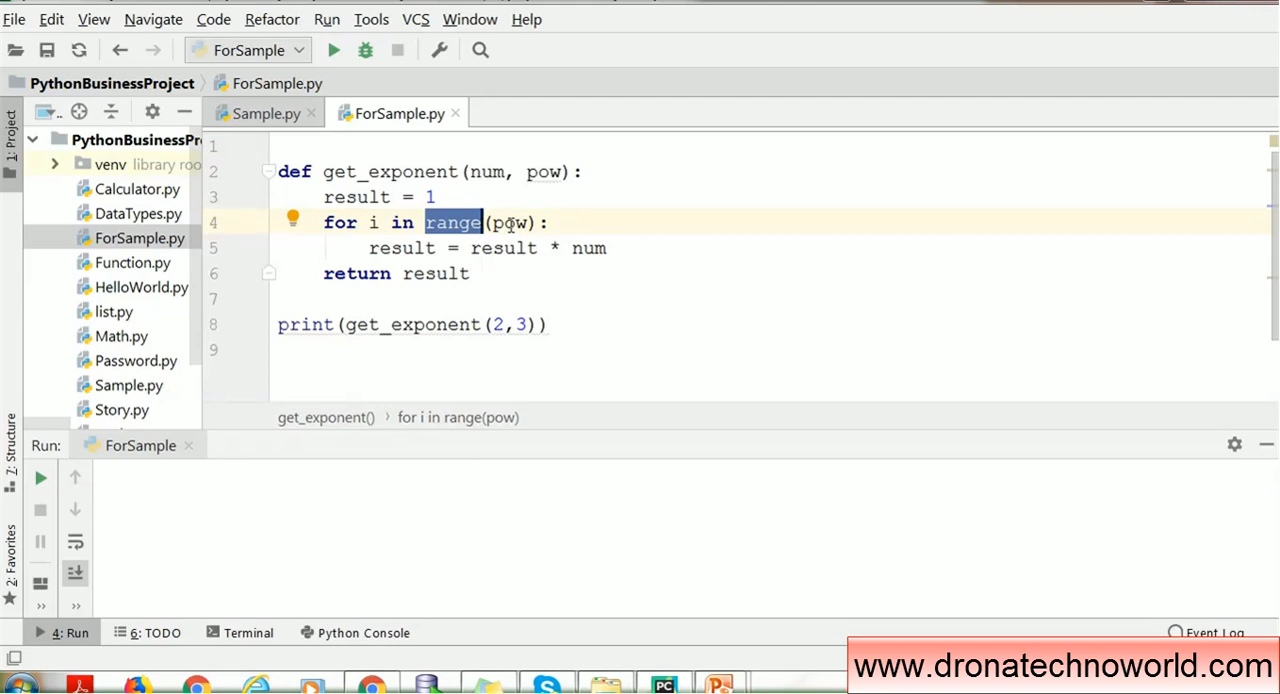 File Edit View Navigate Code Refactor Run Tools VCS Window Help
ForSample
PythonBusinessProject ForSample.py
1: Project
Sample.py ForSample.py
PythonBusinessPr
venv library roo
Calculator.py
DataTypes.py
ForSample.py
Function.py
HelloWorld.py
list.py
Math.py
Password.py
Sample.py
Story.py
1
2 def get_exponent(num, pow):
3 result = 1
4 for i in range(pow):
5 result = result * num
6 return result
7
8 print(get_exponent(2,3))
9
get_exponent() for i in range(pow)
7: Structure
2: Favorites
Run: ForSample
4: Run 6: TODO Terminal Python Console Event Log
www.dronatechnoworld.com
PC